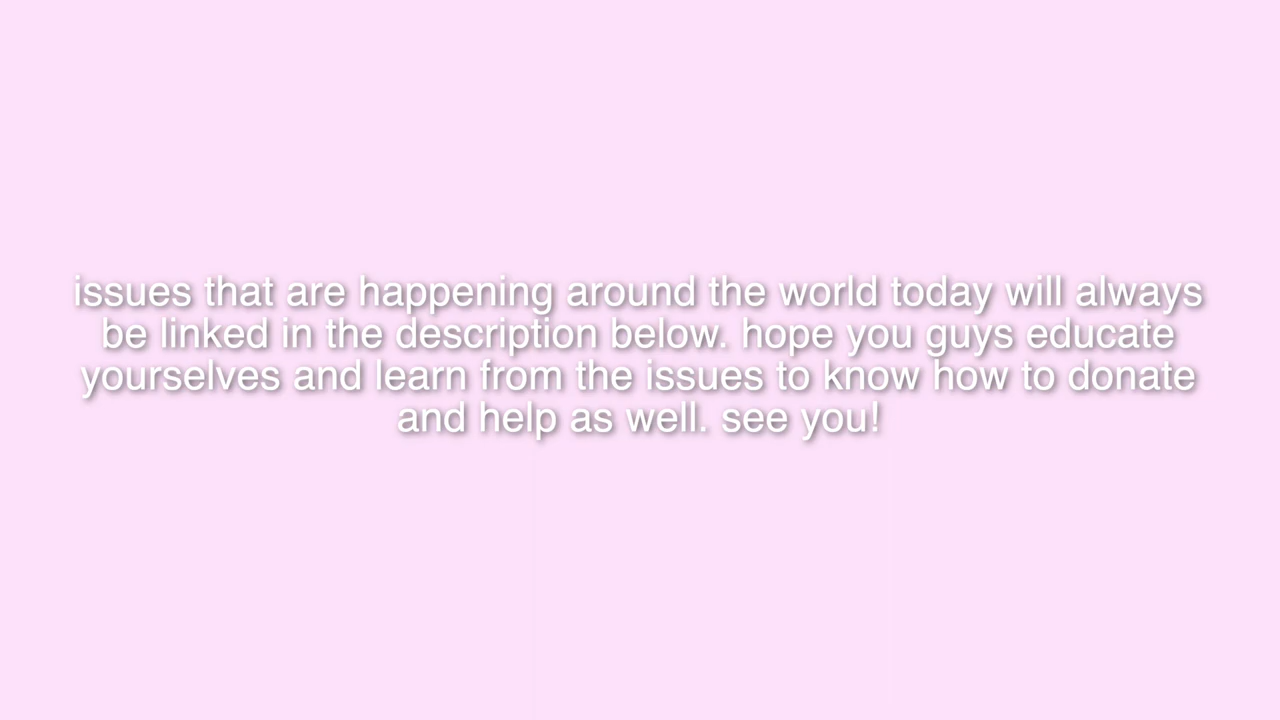 issues that are happening around the world today will always
be linked in the description below. hope you guys educate
yourselves and learn from the issues to know how to donate
and help as well. see you!